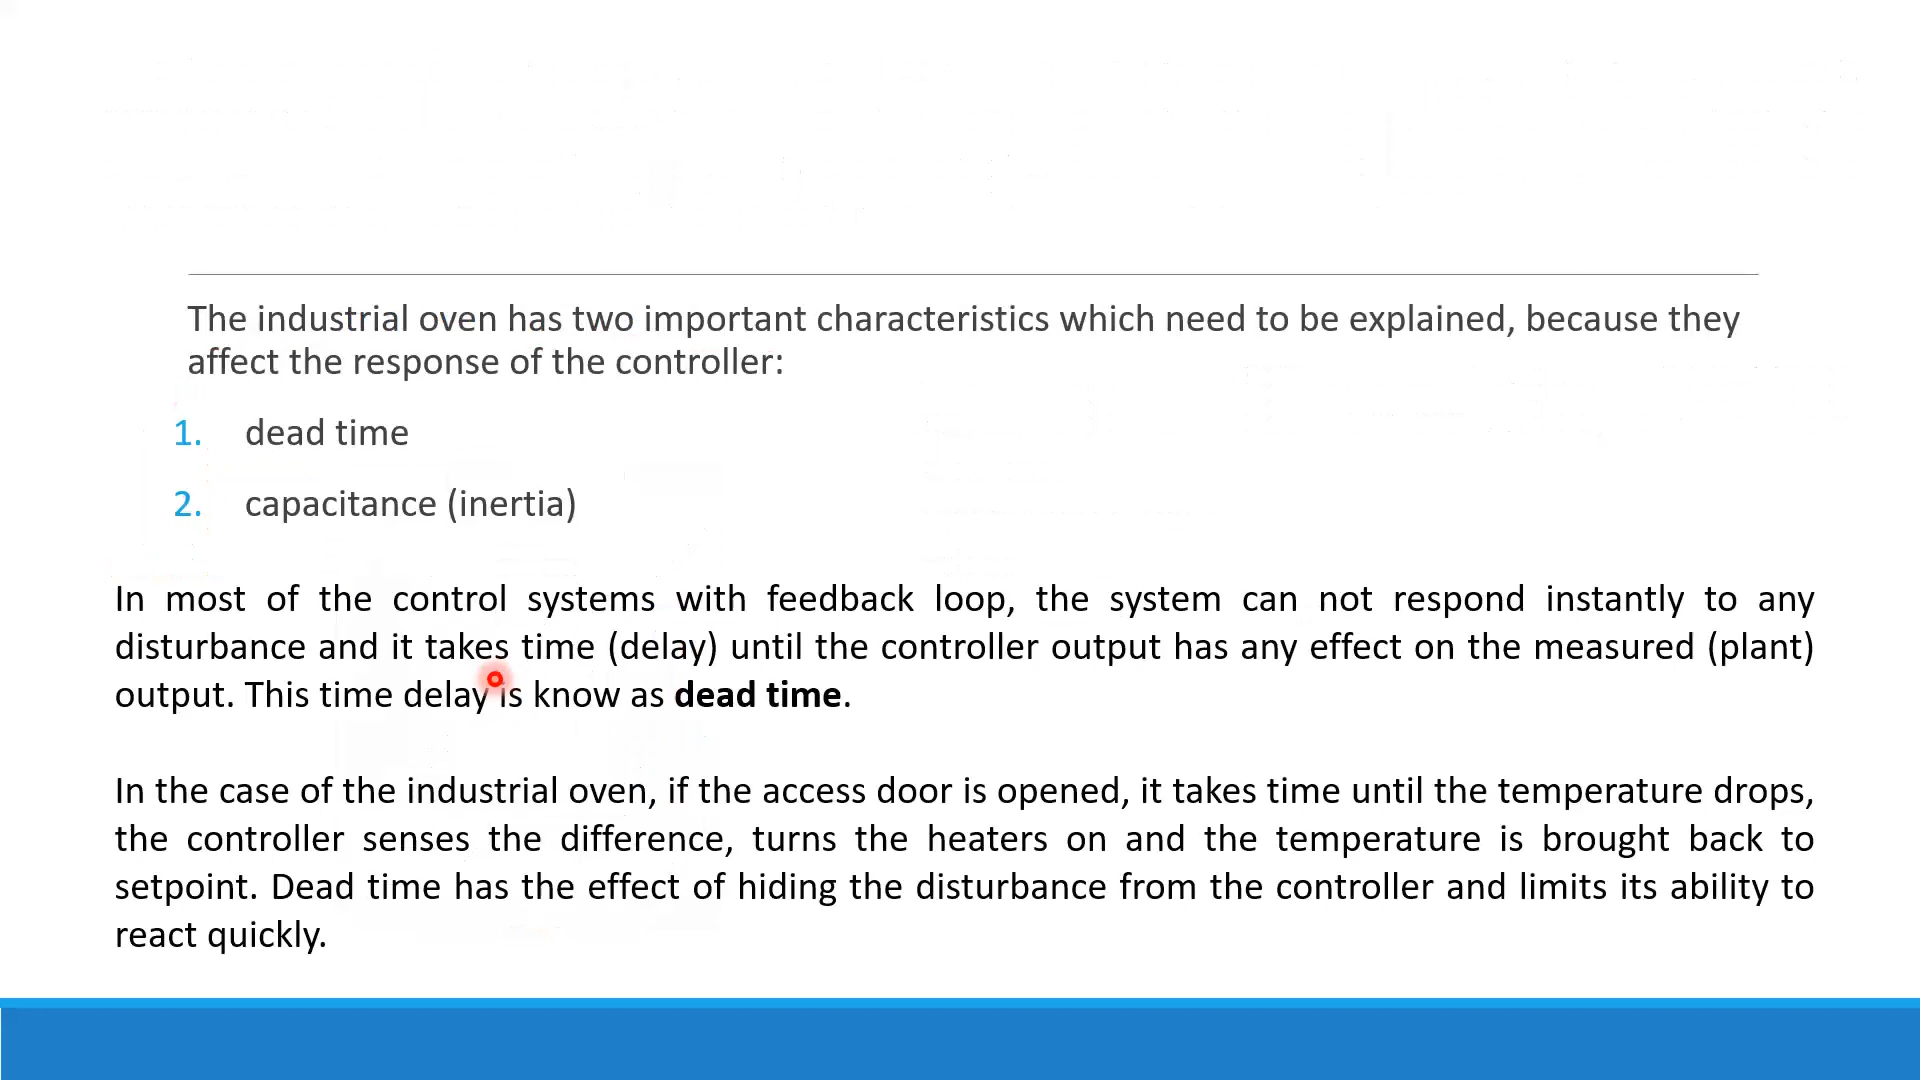 The industrial oven has two important characteristics which need to be explained, because they
affect the response of the controller:
1. dead time
2. capacitance (inertia)
In most of the control systems with feedback loop, the system can not respond instantly to any
disturbance and it takes time (delay) until the controller output has any effect on the measured (plant)
output. This time delay is know as dead time.
In the case of the industrial oven, if the access door is opened, it takes time until the temperature drops,
the controller senses the difference, turns the heaters on and the temperature is brought back to
setpoint. Dead time has the effect of hiding the disturbance from the controller and limits its ability to
react quickly.